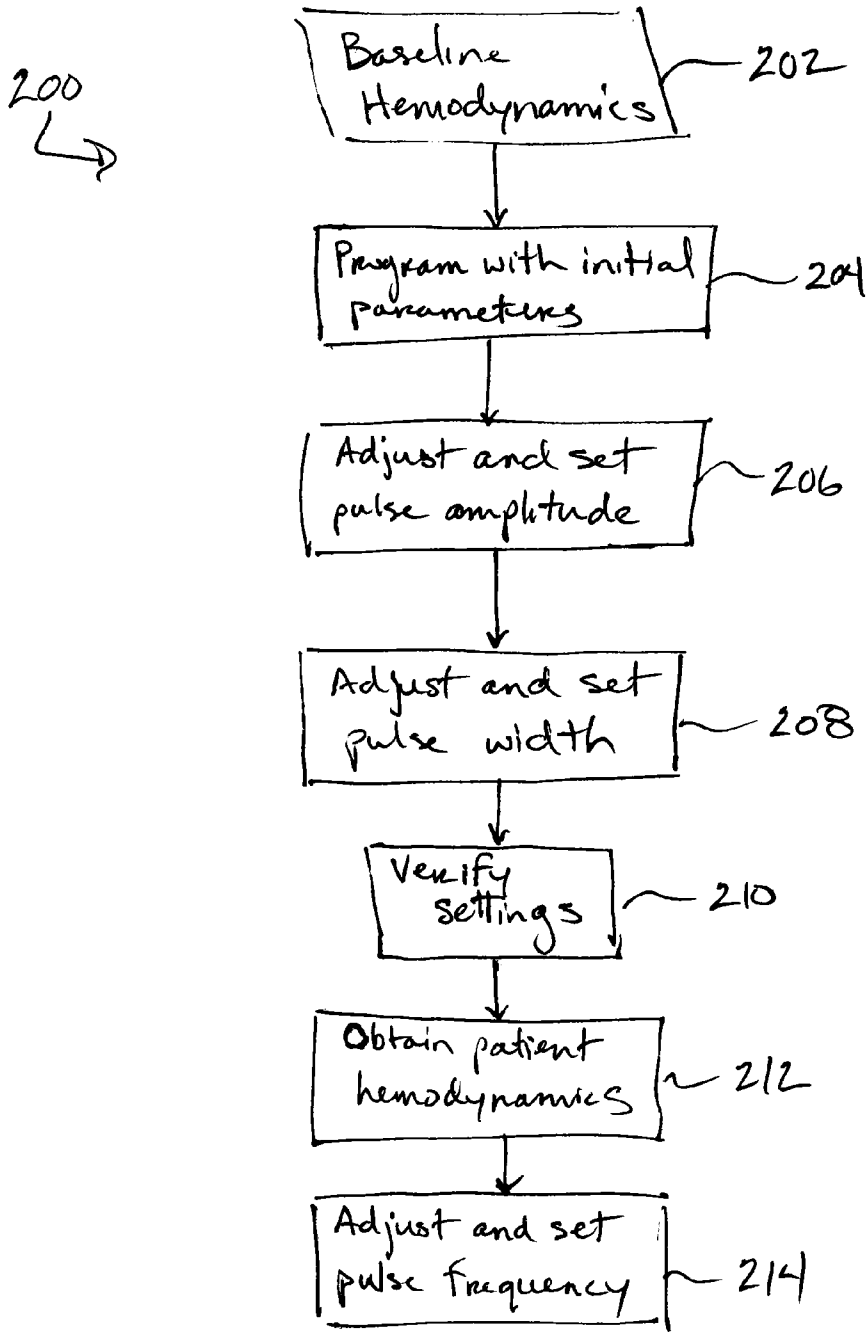 200
Baseline
Hemodynamics
202
Program with initial
parameters
204
Adjust and set
pulse amplitude
206
Adjust and set
pulse width
208
Verify
settings
210
Obtain patient
hemodynamics
212
Adjust and set
pulse frequency
214